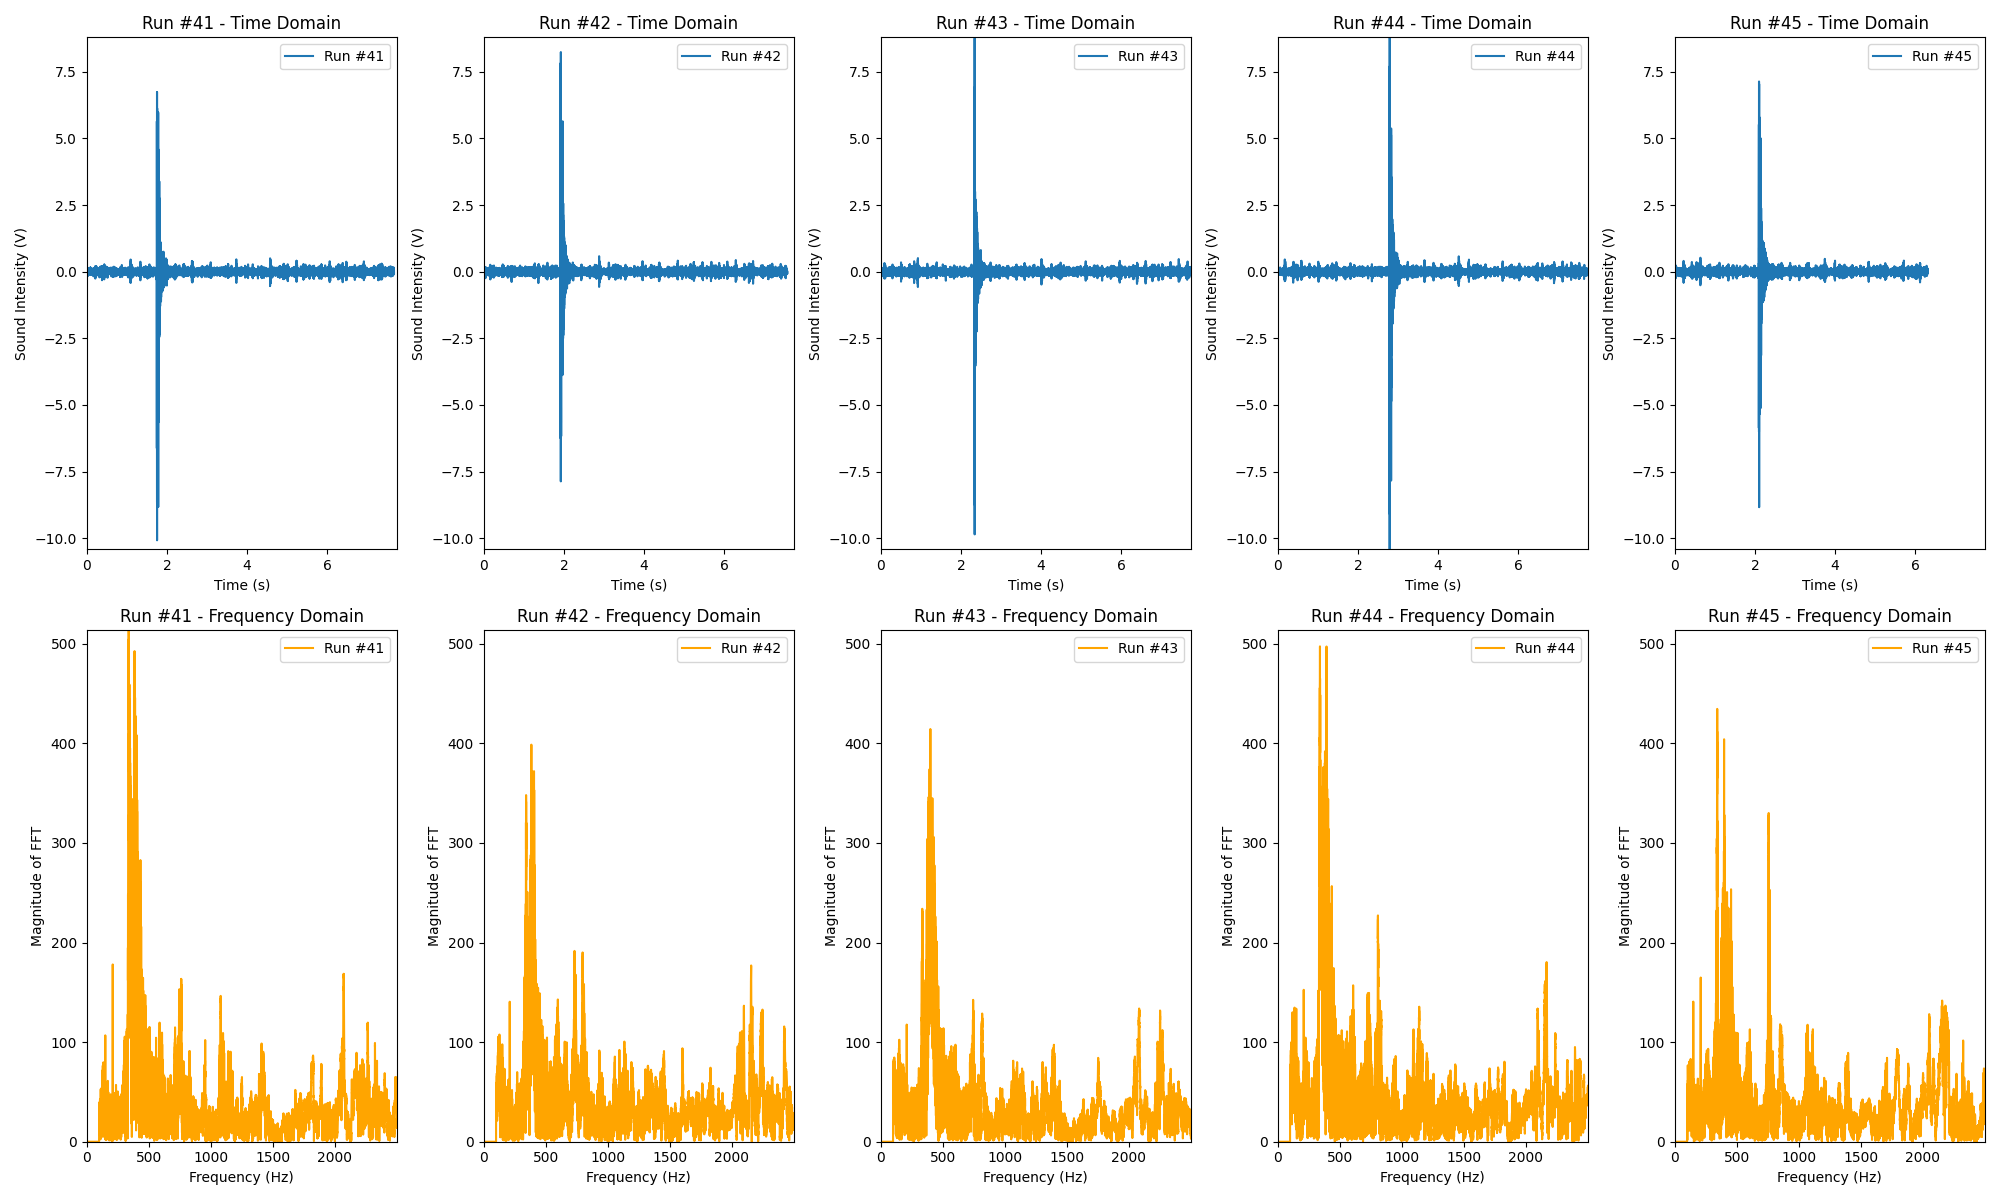 Run #41 - Time Domain
Run #42 - Time Domain
Run #43 - Time Domain
Run #44 - Time Domain
Run #45 - Time Domain
Run #41
Run #42
Run #43
Run #44
Run #45
Sound Intensity (V)
7.5
5.0
2.5
0.0
−2.5
−5.0
−7.5
−10.0
0 2 4 6
Time (s)
Sound Intensity (V)
7.5
5.0
2.5
0.0
−2.5
−5.0
−7.5
−10.0
0 2 4 6
Time (s)
Sound Intensity (V)
7.5
5.0
2.5
0.0
−2.5
−5.0
−7.5
−10.0
0 2 4 6
Time (s)
Sound Intensity (V)
7.5
5.0
2.5
0.0
−2.5
−5.0
−7.5
−10.0
0 2 4 6
Time (s)
Sound Intensity (V)
7.5
5.0
2.5
0.0
−2.5
−5.0
−7.5
−10.0
0 2 4 6
Time (s)
Run #41 - Frequency Domain
Run #42 - Frequency Domain
Run #43 - Frequency Domain
Run #44 - Frequency Domain
Run #45 - Frequency Domain
Run #41
Run #42
Run #43
Run #44
Run #45
Magnitude of FFT
500
400
300
200
100
0
0 500 1000 1500 2000
Frequency (Hz)
Magnitude of FFT
500
400
300
200
100
0
0 500 1000 1500 2000
Frequency (Hz)
Magnitude of FFT
500
400
300
200
100
0
0 500 1000 1500 2000
Frequency (Hz)
Magnitude of FFT
500
400
300
200
100
0
0 500 1000 1500 2000
Frequency (Hz)
Magnitude of FFT
500
400
300
200
100
0
0 500 1000 1500 2000
Frequency (Hz)